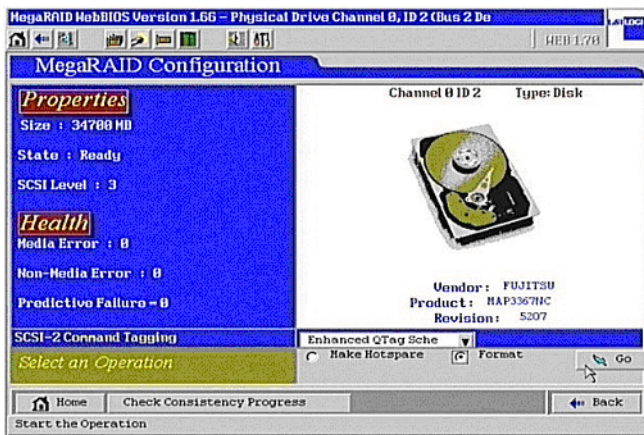 MegaRAID WebBIOS Version 1.66 - Physical Drive Channel 0, ID 2 (Bus 2 De
WEB 1.70
MegaRAID Configuration
Properties
Size : 34700 MB
State : Ready
SCSI Level : 3
Health
Media Error : 0
Non-Media Error : 0
Predictive Failure = 0
Channel 0 ID 2 Type: Disk
Vendor: FUJITSU
Product: MAP3367NC
Revision: 5207
SCSI-2 Command Tagging
Enhanced QTag Sche
Select an Operation
Make Hotspare Format
Go
Home Check Consistency Progress Back
Start the Operation